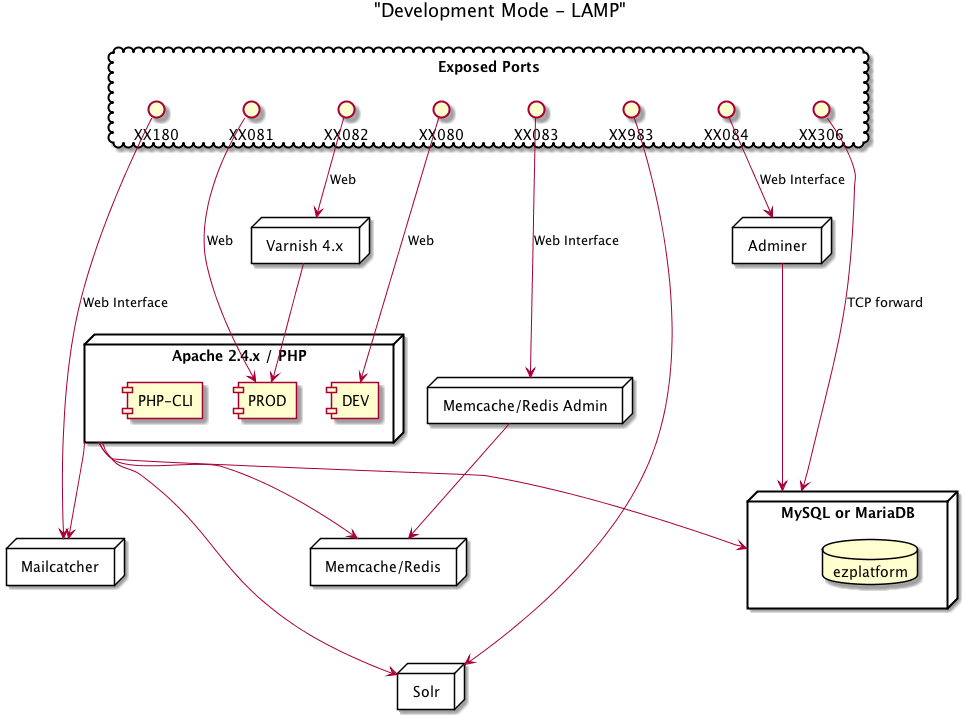 "Development Mode - LAMP"
Exposed Ports
XX180 XX081 XX082 XX080 XX083 XX983 XX084 XX306
Web Web Interface
Web Varnish 4.x Web Web Interface Adminer
Web Interface TCP forward
Apache 2.4.x / PHP
PHP-CLI PROD DEV Memcache/Redis Admin
MySQL or MariaDB
Mailcatcher Memcache/Redis ezplatform
Solr